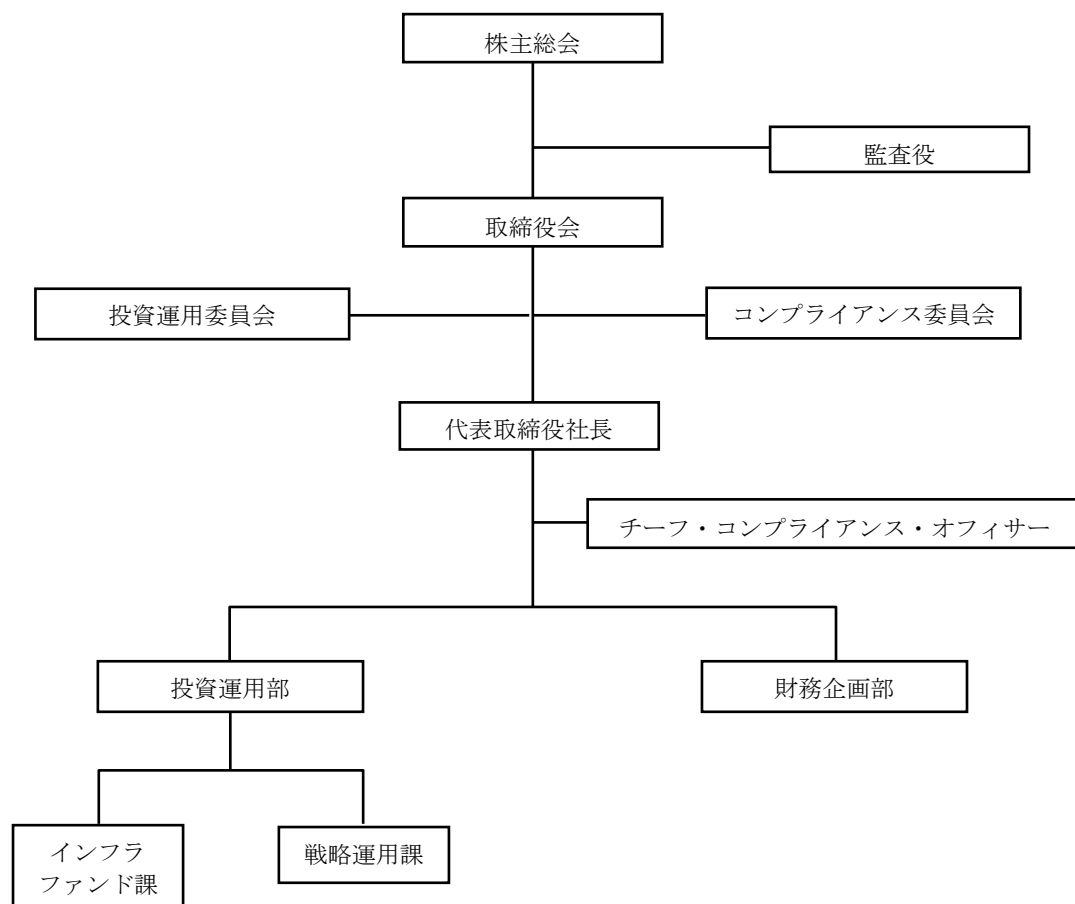 株主総会
監査役
取締役会
投資運用委員会
コンプライアンス委員会
代表取締役社長
チーフ・コンプライアンス・オフィサー
投資運用部
財務企画部
インフラ
ファンド課
戦略運用課